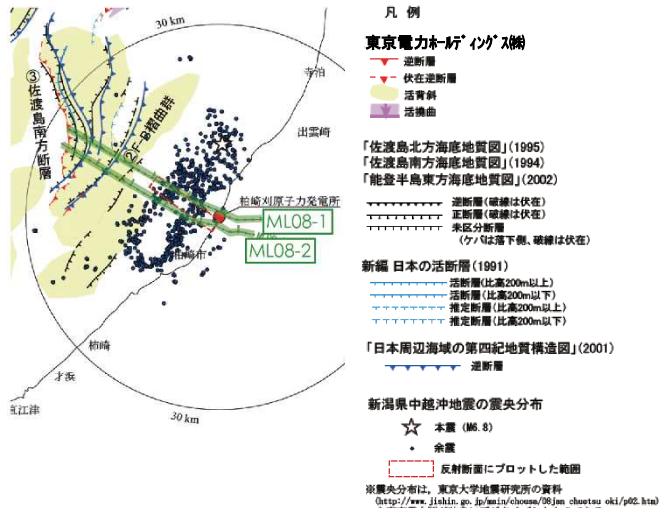 30 km
寺泊
出雲崎
③佐渡島南方断層
②F-B褶曲群
柏崎刈羽原子力発電所
ML08-1
ML08-2
柏崎市
柿崎
才浜
直江津
30 km
凡 例
東京電力ホールディングス㈱
逆断層
伏在逆断層
活背斜
活撓曲
「佐渡島北方海底地質図」(1995)
「佐渡島南方海底地質図」(1994)
「能登半島東方海底地質図」(2002)
逆断層(破線は伏在)
正断層(破線は伏在)
未区分断層
(ケバは落下側、破線は伏在)
新編 日本の活断層(1991)
活断層(比高200m以上)
活断層(比高200m以下)
推定断層(比高200m以上)
推定断層(比高200m以下)
「日本周辺海域の第四紀地質構造図」(2001)
逆断層
新潟県中越沖地震の震央分布
本震 (M6.8)
余震
反射断面にプロットした範囲
※震央分布は, 東京大学地震研究所の資料
(http://www.jishin.go.jp/main/chousa/08jan_chuetsu_oki/p02.htm)